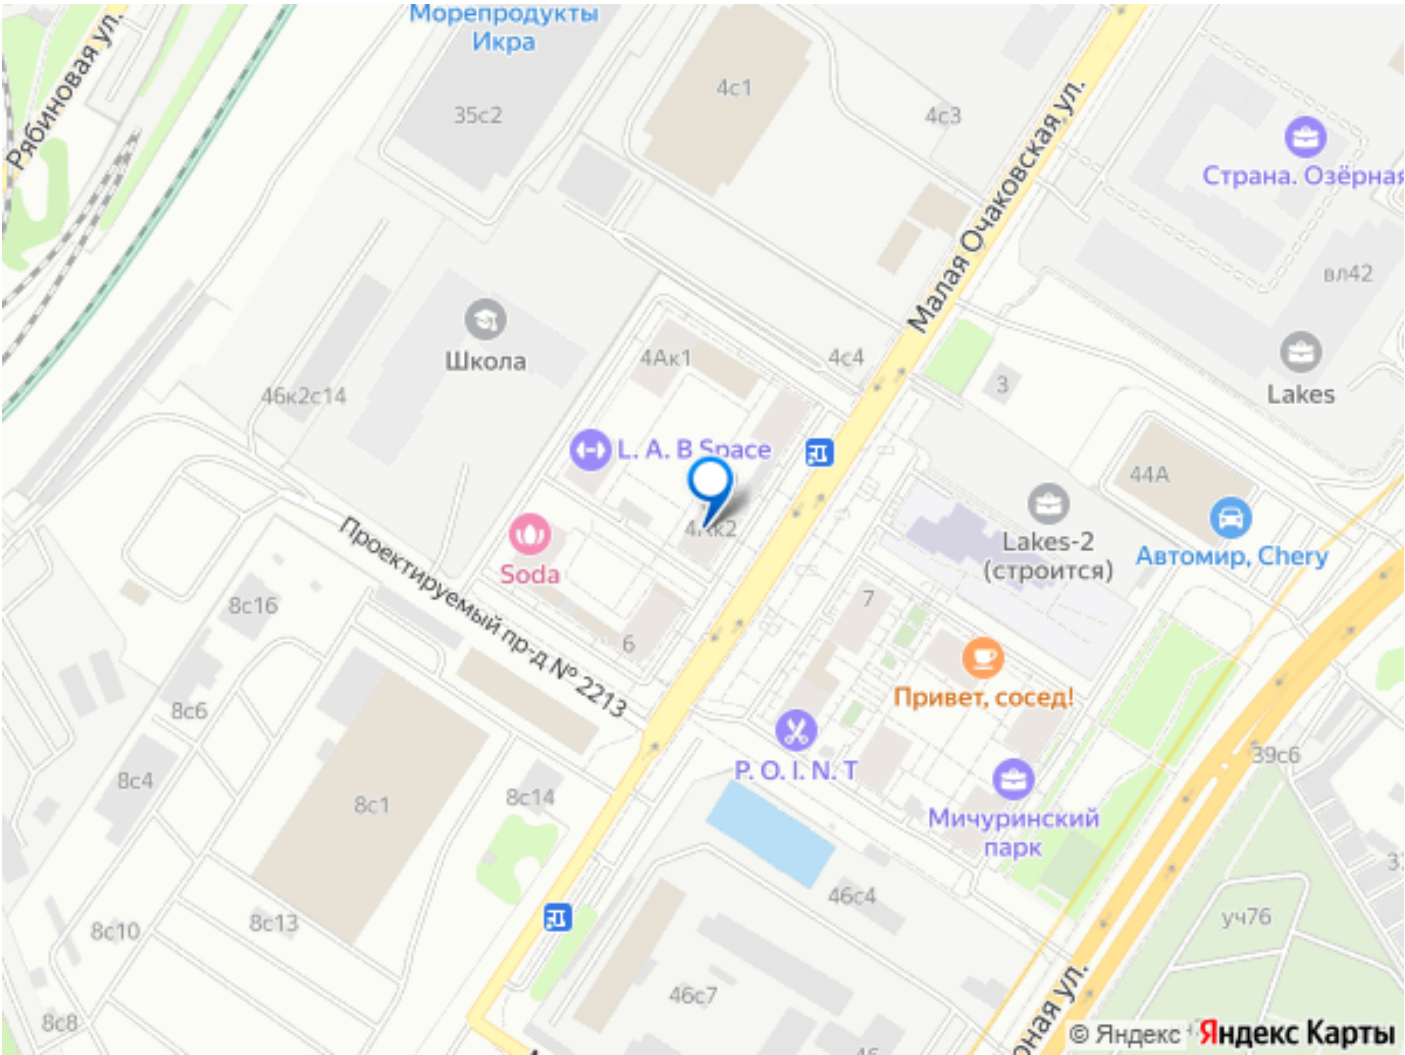 Морепродукты
Икра
Рябиновая ул.
35с2
4с1
4с3
Малая Очаковская ул.
Страна. Озёрная
вл42
Школа
4Ак1
4с4
3
Lakes
46к2с14
L. A. B Space
44А
4Ак2
Lakes-2
(строится)
Автомир, Chery
Soda
Проектируемый пр-д № 2213
8с16
7
6
Привет, сосед!
8с6
P. O. I. N. T
39с6
8с4
8с1
8с14
Мичуринский
парк
46с4
уч76
8с10
8с13
46с7
8с8
© Яндекс
Яндекс Карты